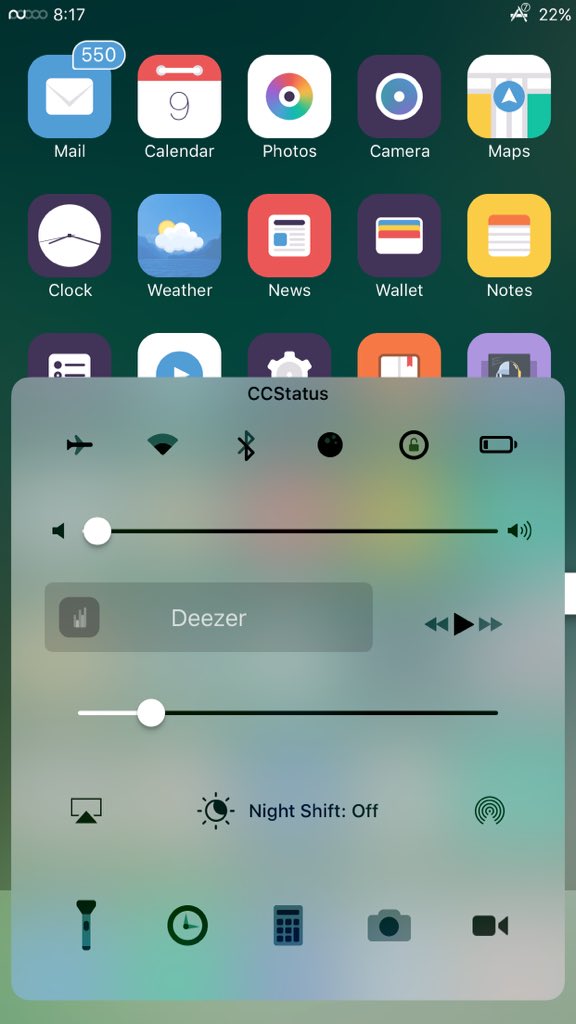 8:17 22%
550
9
Mail Calendar Photos Camera Maps
Clock Weather News Wallet Notes
CCStatus
Deezer
Night Shift: Off